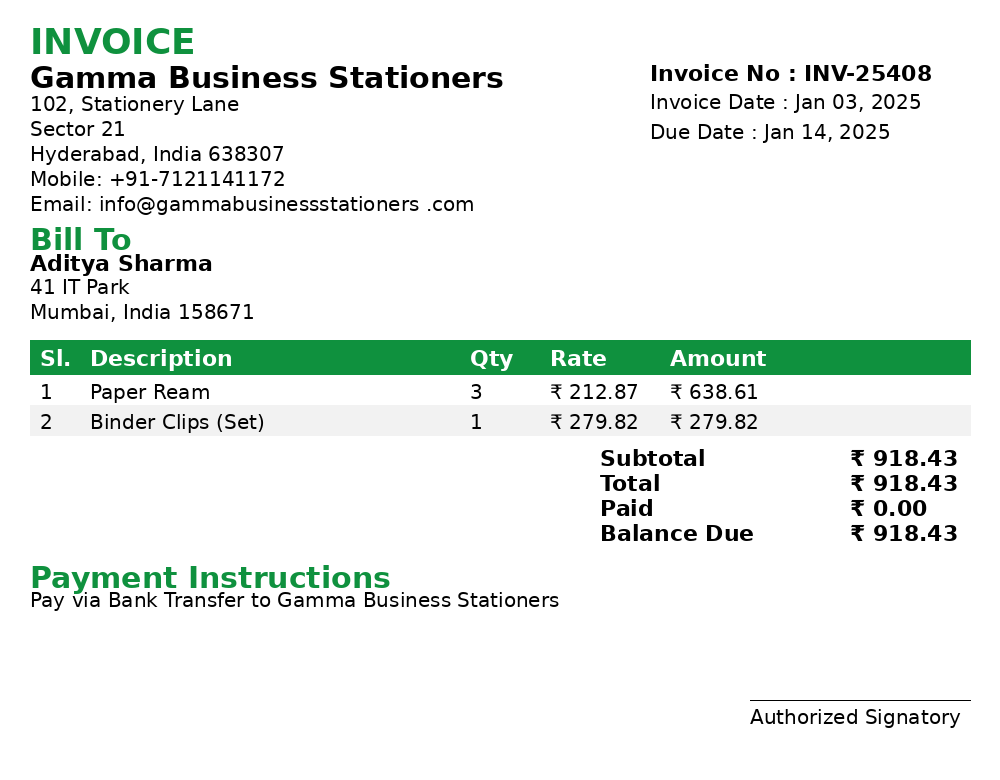 INVOICE
Gamma Business Stationers
102, Stationery Lane
Sector 21
Hyderabad, India 638307
Mobile: +91-7121141172
Email: info@gammabusinessstationers .com
Invoice No : INV-25408
Invoice Date : Jan 03, 2025
Due Date : Jan 14, 2025
Bill To
Aditya Sharma
41 IT Park
Mumbai, India 158671
Sl. Description Qty Rate Amount
1 Paper Ream 3 ₹ 212.87 ₹ 638.61
2 Binder Clips (Set) 1 ₹ 279.82 ₹ 279.82
Subtotal ₹ 918.43
Total ₹ 918.43
Paid ₹ 0.00
Balance Due ₹ 918.43
Payment Instructions
Pay via Bank Transfer to Gamma Business Stationers
Authorized Signatory